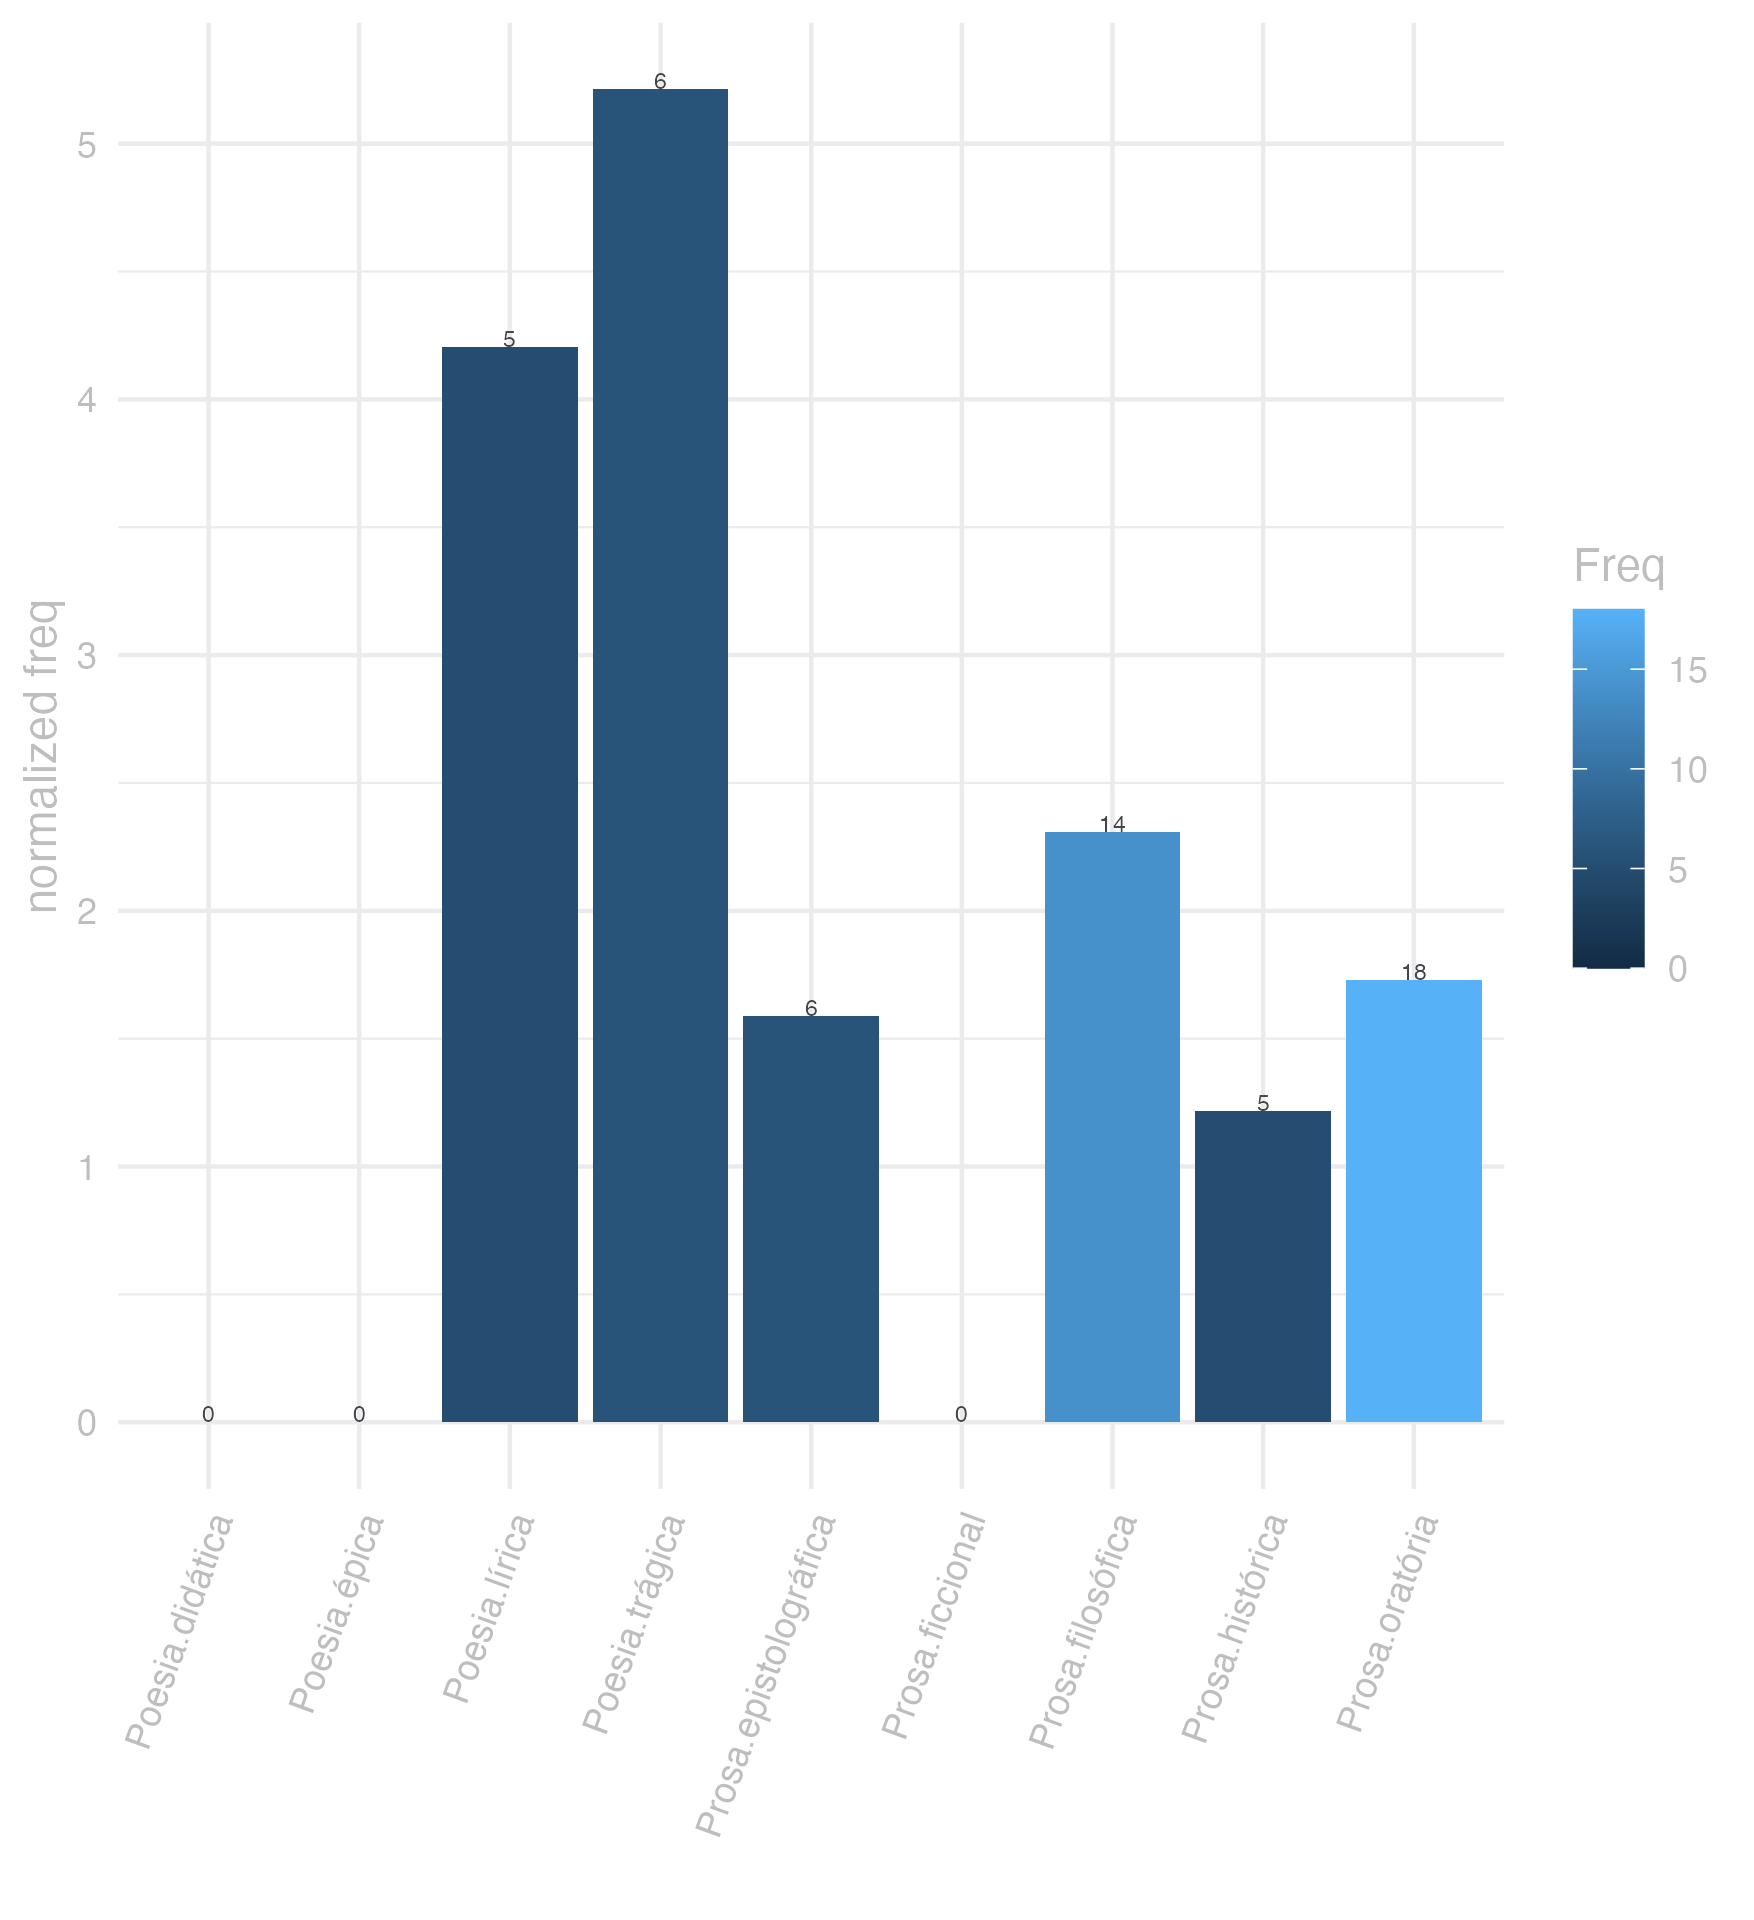 normalized freq
5
4
3
2
1
0
0
0
5
6
6
0
14
5
18
Poesia.didática
Poesia.épica
Poesia.lírica
Poesia.trágica
Prosa.epistolográfica
Prosa.ficcional
Prosa.filosófica
Prosa.histórica
Prosa.oratória
Freq
15
10
5
0